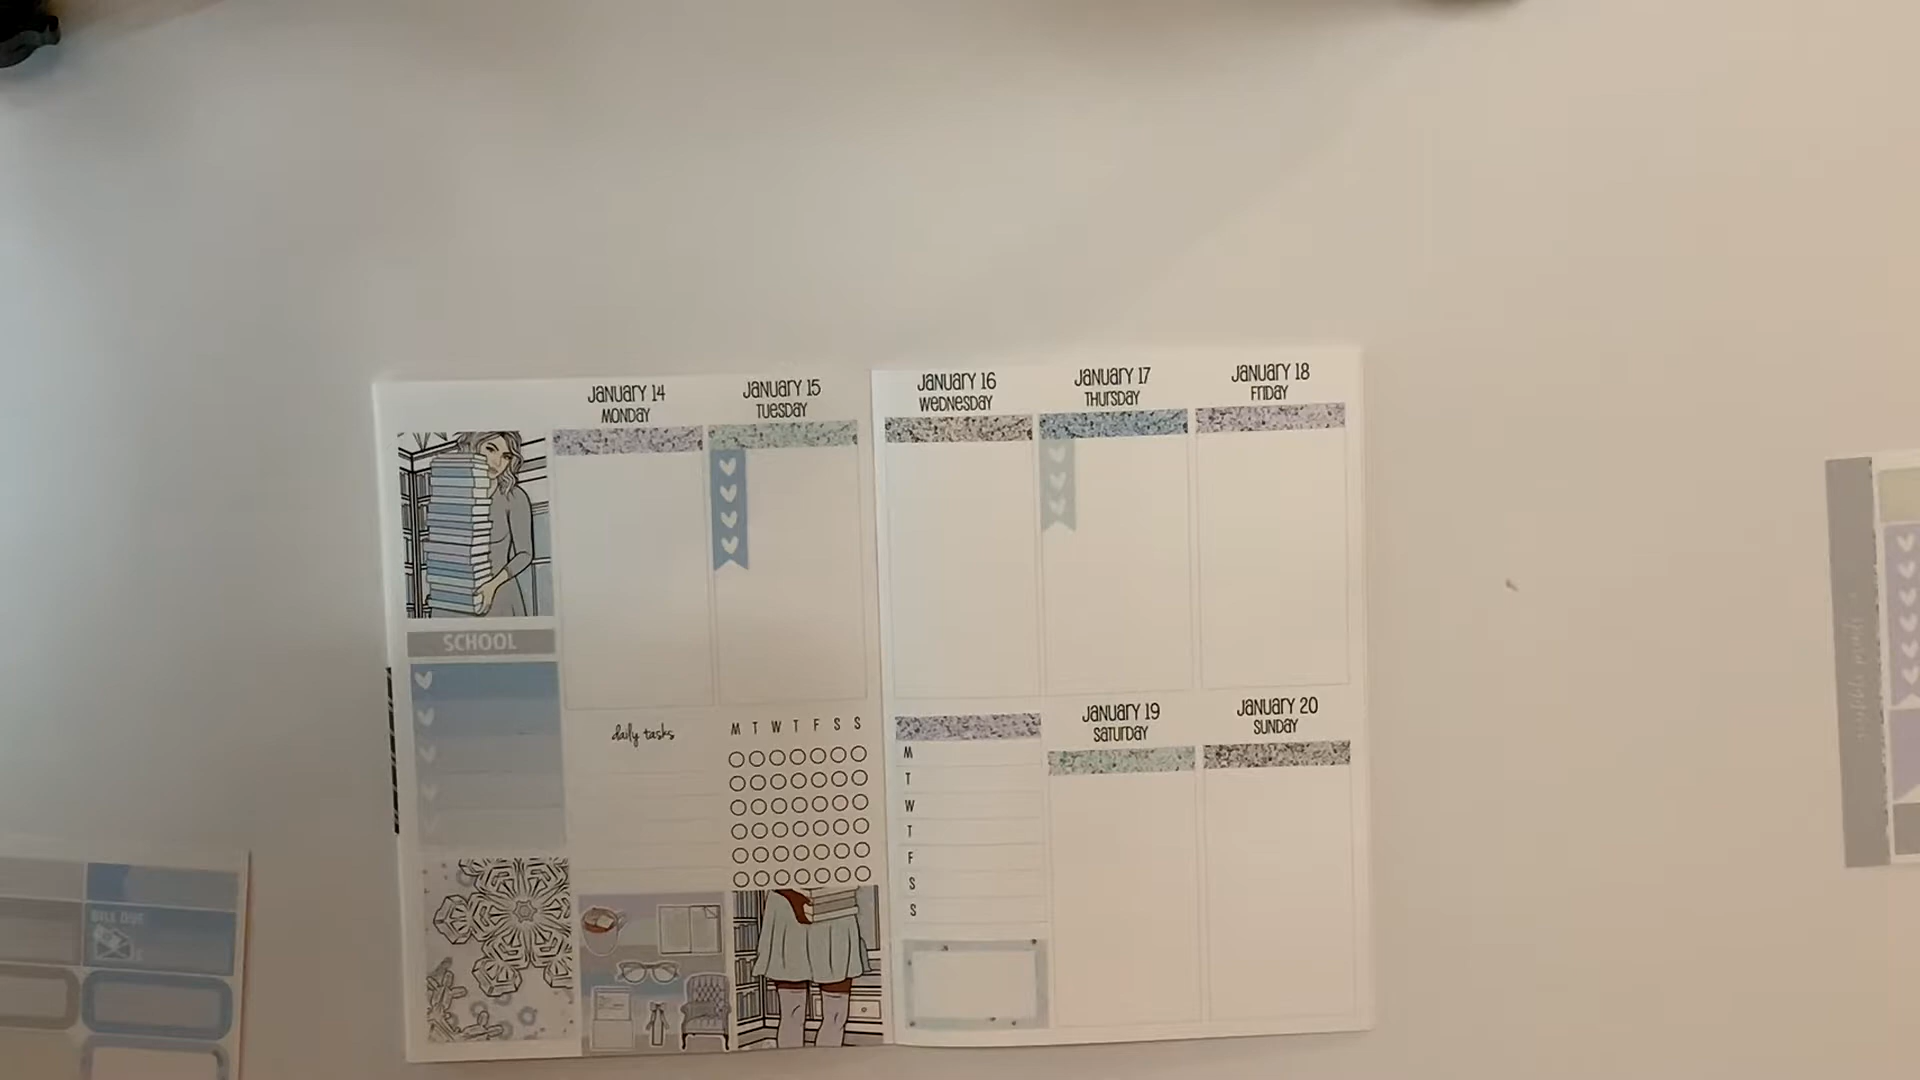 JANUARY 14
MONDAY
JANUARY 15
TUESDAY
SCHOOL
daily tasks
M T W T F S S
JANUARY 16
WEDNESDAY
JANUARY 17
THURSDAY
JANUARY 18
FRIDAY
M
T
W
T
F
S
S
JANUARY 19
SATURDAY
JANUARY 20
SUNDAY
BILL DUE